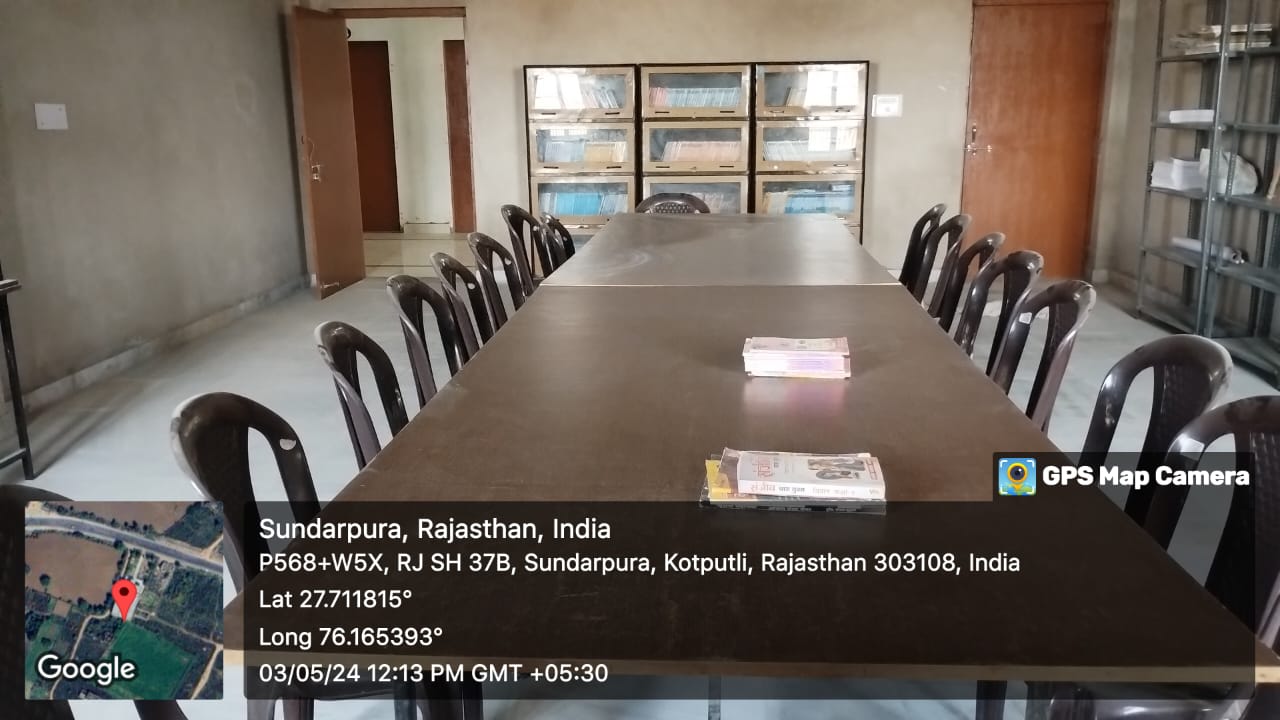 GPS Map Camera
Sundarpura, Rajasthan, India
P568+W5X, RJ SH 37B, Sundarpura, Kotputli, Rajasthan 303108, India
Lat 27.711815°
Long 76.165393°
03/05/24 12:13 PM GMT +05:30
Google
संजीव पास बुक्स